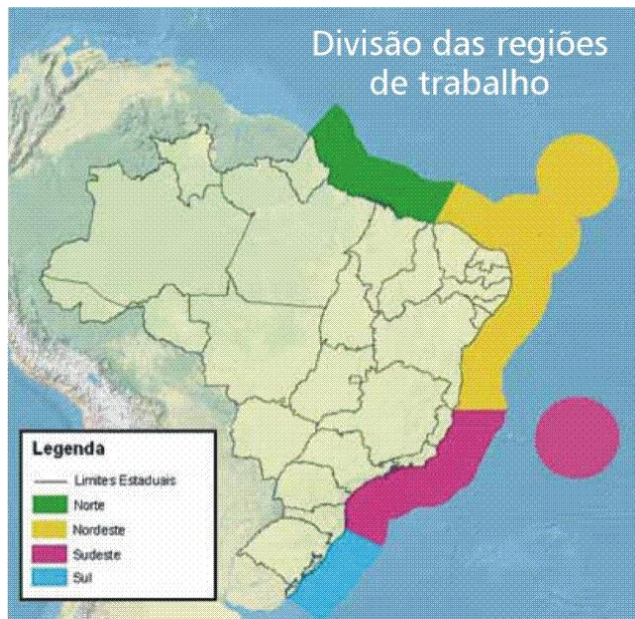 Divisão das regiões
de trabalho
Legenda
Limites Estaduais
Norte
Nordeste
Sudeste
Sul